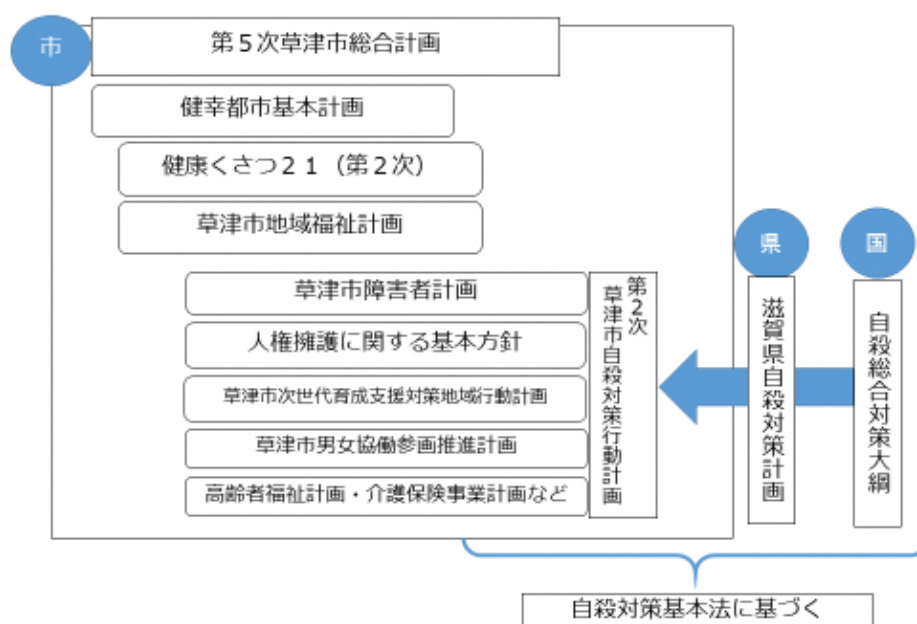 市
第５次草津市総合計画
健幸都市基本計画
健康くさつ２１（第２次）
草津市地域福祉計画
草津市障害者計画
人権擁護に関する基本方針
草津市次世代育成支援対策地域行動計画
草津市男女協働参画推進計画
高齢者福祉計画・介護保険事業計画など
第2次
草津市自殺対策行動計画
県
滋賀県自殺対策計画
国
自殺総合対策大綱
自殺対策基本法に基づく